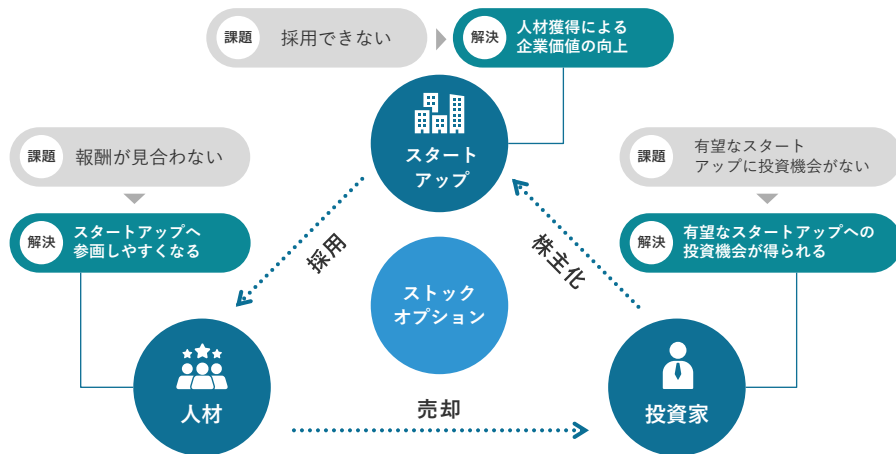 課題
採用できない
解決
人材獲得による
企業価値の向上
スタート
アップ
課題
報酬が見合わない
解決
スタートアップへ
参画しやすくなる
課題
有望なスタート
アップに投資機会がない
解決
有望なスタートアップへの
投資機会が得られる
採用
株主化
ストック
オプション
人材
売却
投資家